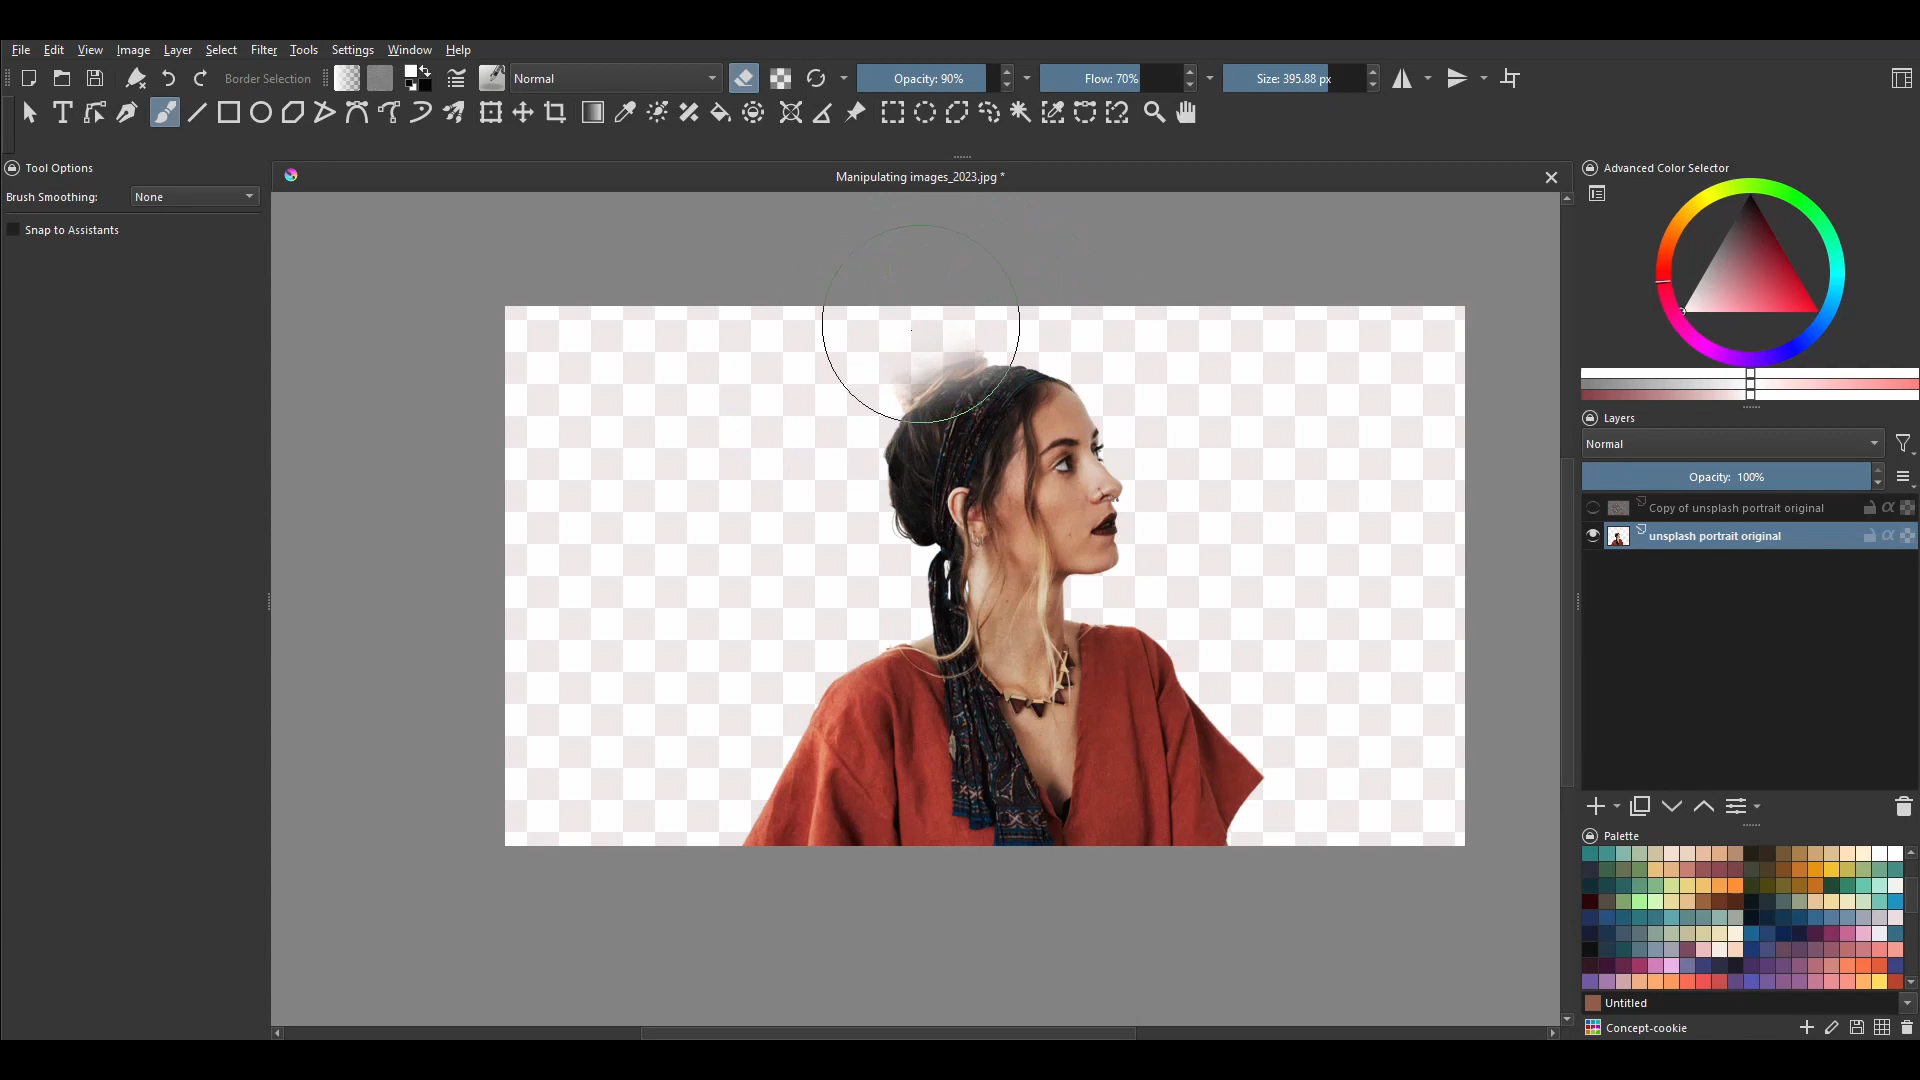 File Edit View Image Layer Select Filter Tools Settings Window Help
Border Selection Normal Opacity: 90% Flow: 70% Size: 395.88 px
Tool Options
Brush Smoothing: None
Snap to Assistants
Manipulating images_2023.jpg *
Advanced Color Selector
Layers
Normal
Opacity: 100%
Copy of unsplash portrait original
unsplash portrait original
Palette
Untitled
Concept-cookie